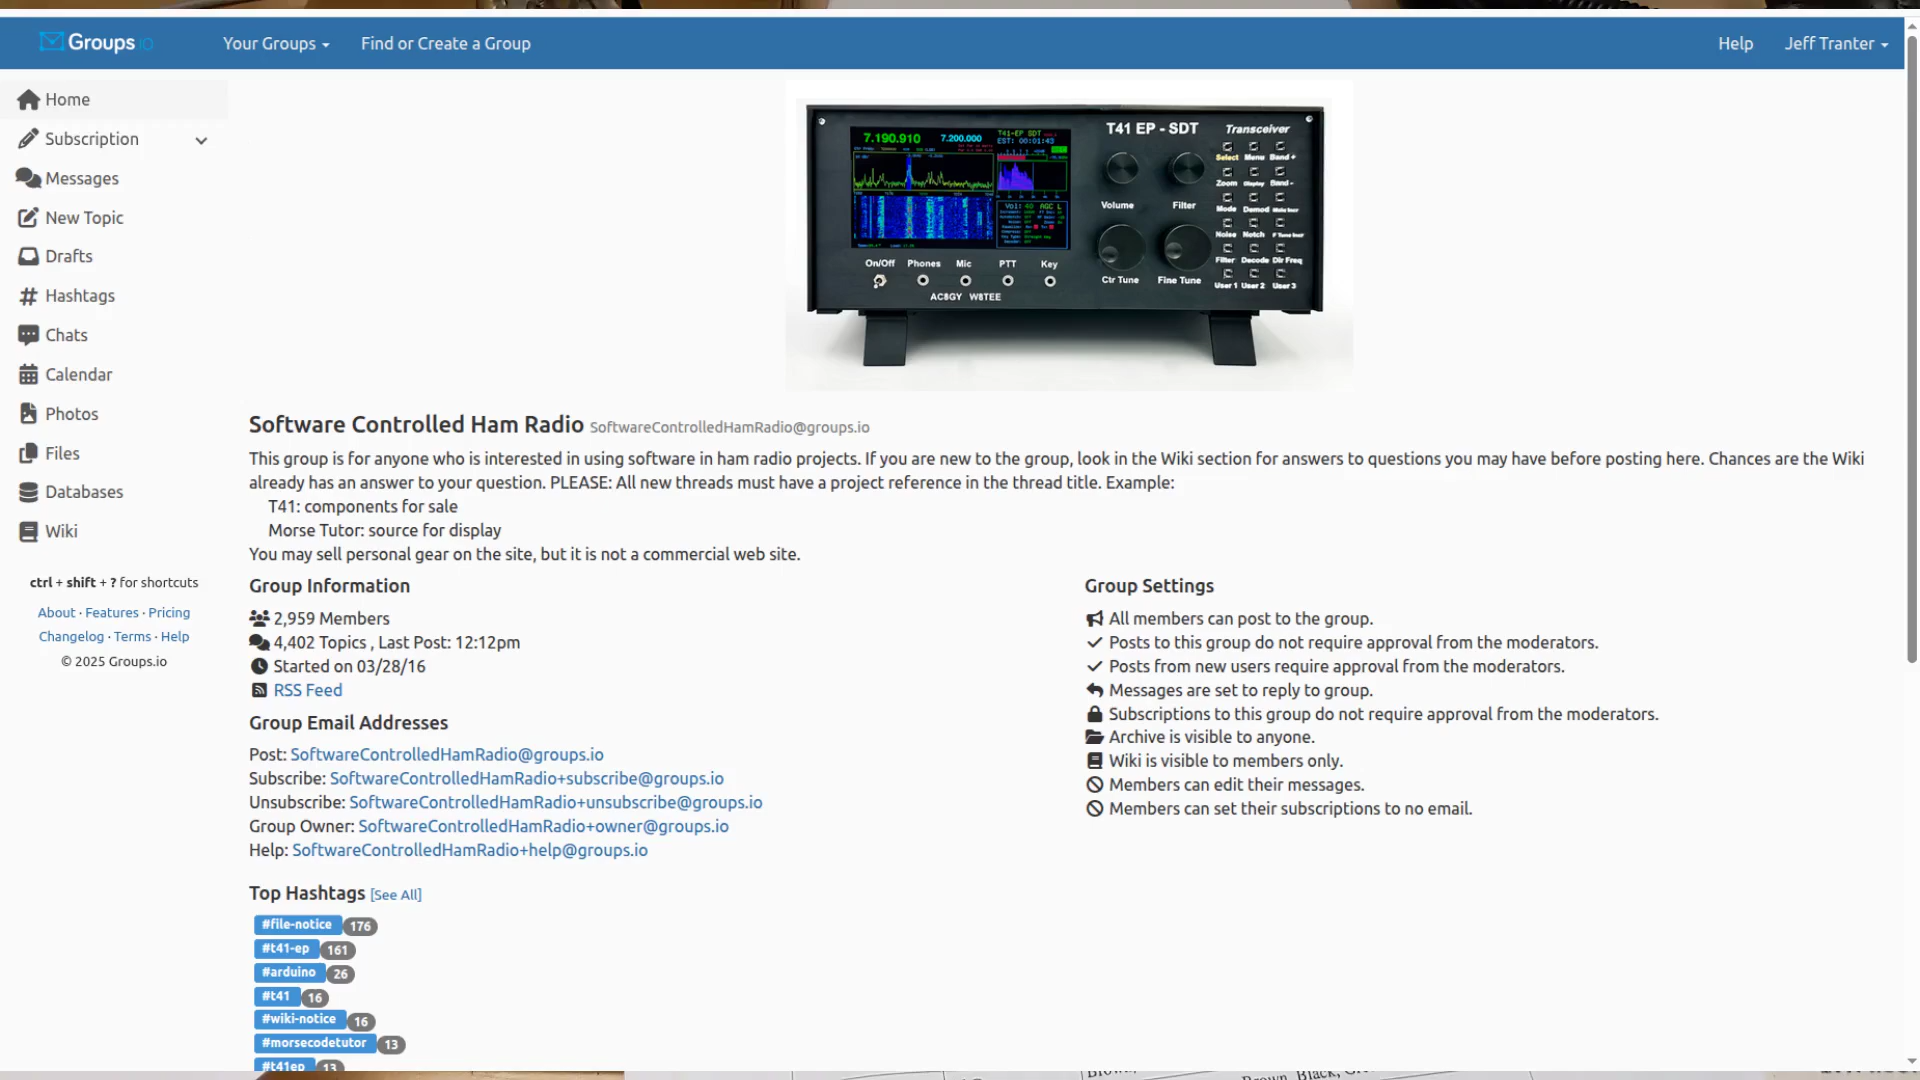 Groups.io
Your Groups
Find or Create a Group
Help
Jeff Tranter
Home
Subscription
Messages
New Topic
Drafts
Hashtags
Chats
Calendar
Photos
Files
Databases
Wiki
ctrl + shift + ? for shortcuts
About · Features · Pricing
Changelog · Terms · Help
© 2025 Groups.io
7.190.910 7.200.000 T41-EP SDT
EST: 00:01:43
Vol: 40 AGC L
T41 EP - SDT Transceiver
Select Menu Band +
Zoom Display Band -
Mode Demod
Noise Notch
Filter Decode Dir Freq
User 1 User 2 User 3
Volume Filter
Ctr Tune Fine Tune
On/Off Phones Mic PTT Key
AC8GY W8TEE
Software Controlled Ham Radio SoftwareControlledHamRadio@groups.io
This group is for anyone who is interested in using software in ham radio projects. If you are new to the group, look in the Wiki section for answers to questions you may have before posting here. Chances are the Wiki
already has an answer to your question. PLEASE: All new threads must have a project reference in the thread title. Example:
T41: components for sale
Morse Tutor: source for display
You may sell personal gear on the site, but it is not a commercial web site.
Group Information
2,959 Members
4,402 Topics , Last Post: 12:12pm
Started on 03/28/16
RSS Feed
Group Email Addresses
Post: SoftwareControlledHamRadio@groups.io
Subscribe: SoftwareControlledHamRadio+subscribe@groups.io
Unsubscribe: SoftwareControlledHamRadio+unsubscribe@groups.io
Group Owner: SoftwareControlledHamRadio+owner@groups.io
Help: SoftwareControlledHamRadio+help@groups.io
Top Hashtags [See All]
#file-notice 176
#t41-ep 161
#arduino 26
#t41 16
#wiki-notice 16
#morsecodetutor 13
#t41ep 13
Group Settings
All members can post to the group.
Posts to this group do not require approval from the moderators.
Posts from new users require approval from the moderators.
Messages are set to reply to group.
Subscriptions to this group do not require approval from the moderators.
Archive is visible to anyone.
Wiki is visible to members only.
Members can edit their messages.
Members can set their subscriptions to no email.
Brown, Black,